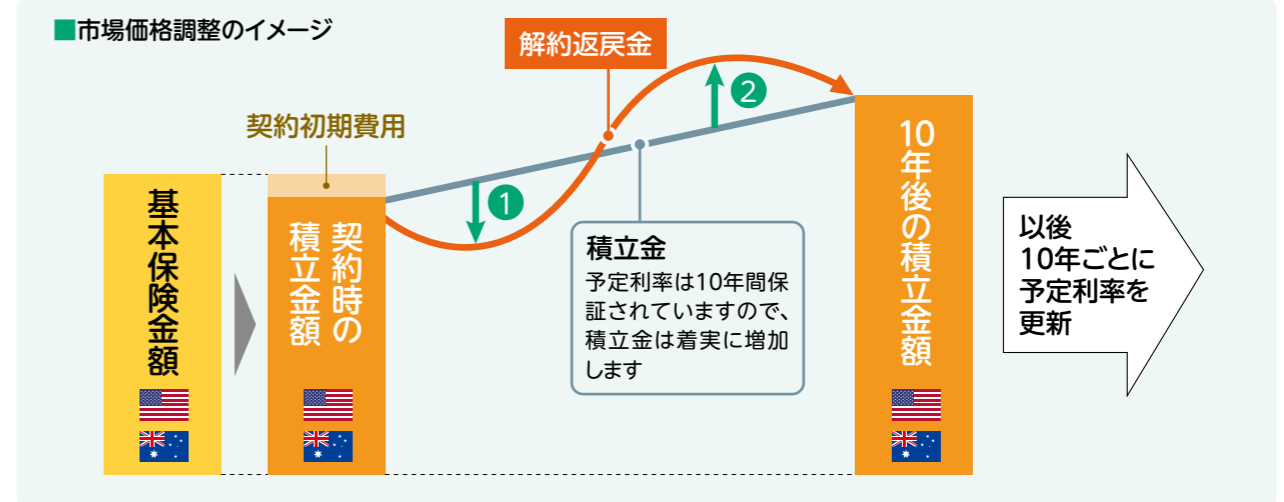 ■市場価格調整のイメージ
解約返戻金
契約初期費用
基本保険金額
契約時の
積立金額
1
2
積立金
予定利率は10年間保
証されていますので、
積立金は着実に増加
します
10年後の積立金額
以後
10年ごとに
予定利率を
更新